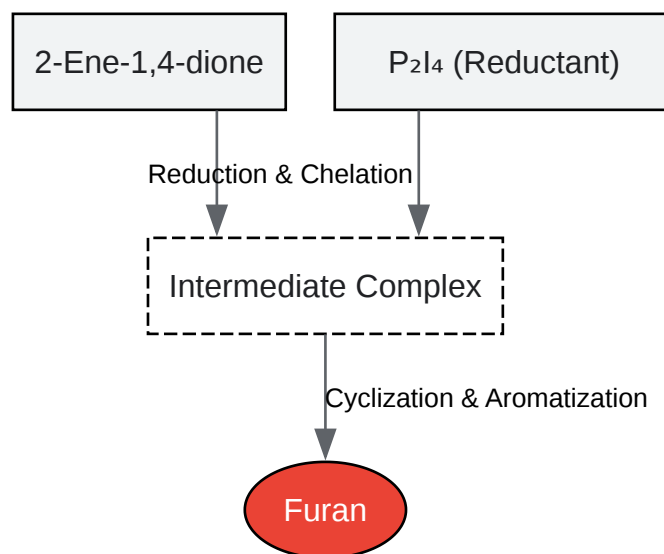 2-Ene-1,4-dione
P₂I₄ (Reductant)
Reduction & Chelation
Intermediate Complex
Cyclization & Aromatization
Furan